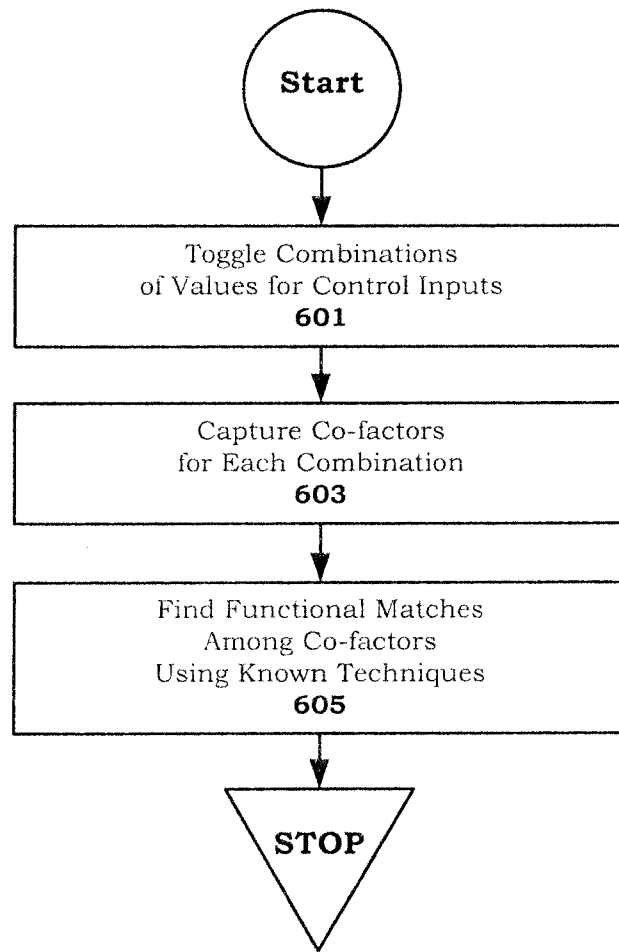 Start
Toggle Combinations
of Values for Control Inputs
601
Capture Co-factors
for Each Combination
603
Find Functional Matches
Among Co-factors
Using Known Techniques
605
STOP